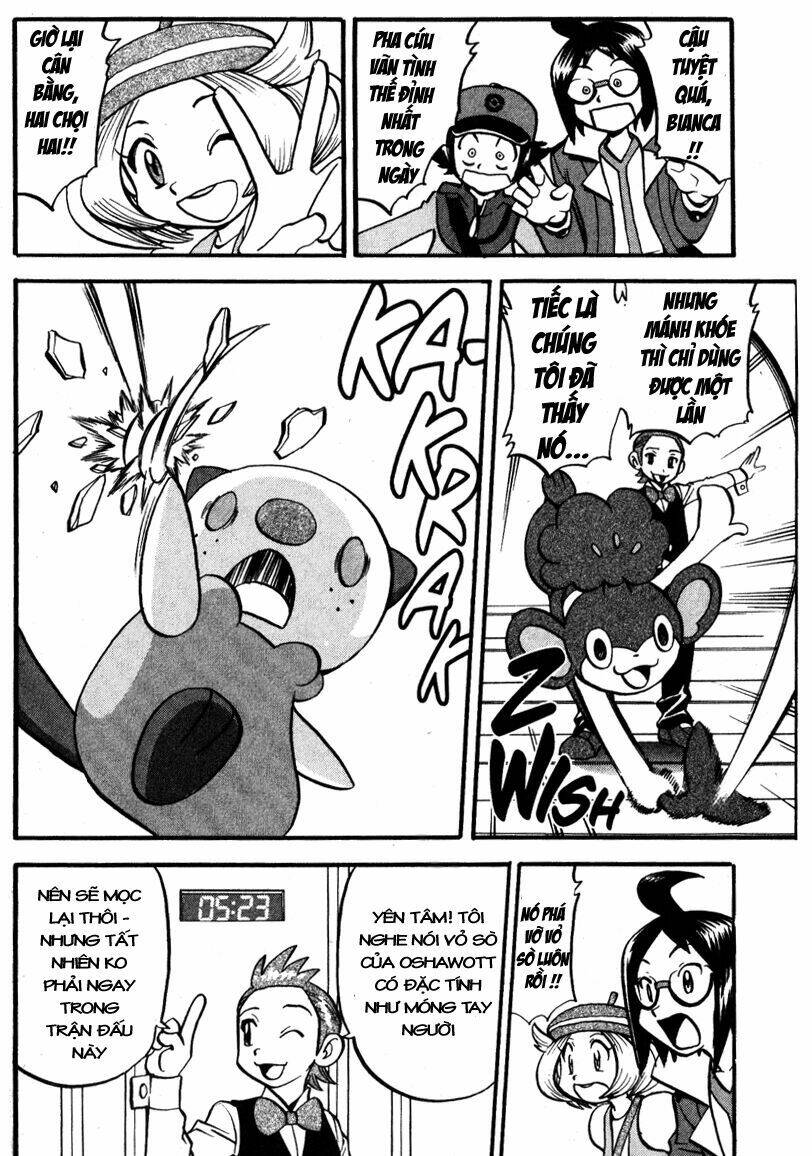 CẬU
TUYỆT
QUÁ,
BIANCA
!!
PHA CỨU
VÃN TÌNH
THẾ ĐỈNH
NHẤT
TRONG
NGÀY
GIỜ LẠI
CÂN
BẰNG,
HAI CHỌI
HAI!!
NHƯNG
MÁNH KHÓE
THÌ CHỈ DÙNG
ĐƯỢC MỘT
LẦN
TIẾC LÀ
CHÚNG
TÔI ĐÃ
THẤY
NÓ...
Z
WISH
KA-
KRAK
NÓ PHÁ
VỠ VỎ
SÒ LUÔN
RỒI !!
YÊN TÂM! TÔI
NGHE NÓI VỎ SÒ
CỦA OSHAWOTT
CÓ ĐẶC TÍNH
NHƯ MÓNG TAY
NGƯỜI
05:23
NÊN SẼ MỌC
LẠI THÔI -
NHƯNG TẤT
NHIÊN KO
PHẢI NGAY
TRONG
TRẬN ĐẤU
NÀY